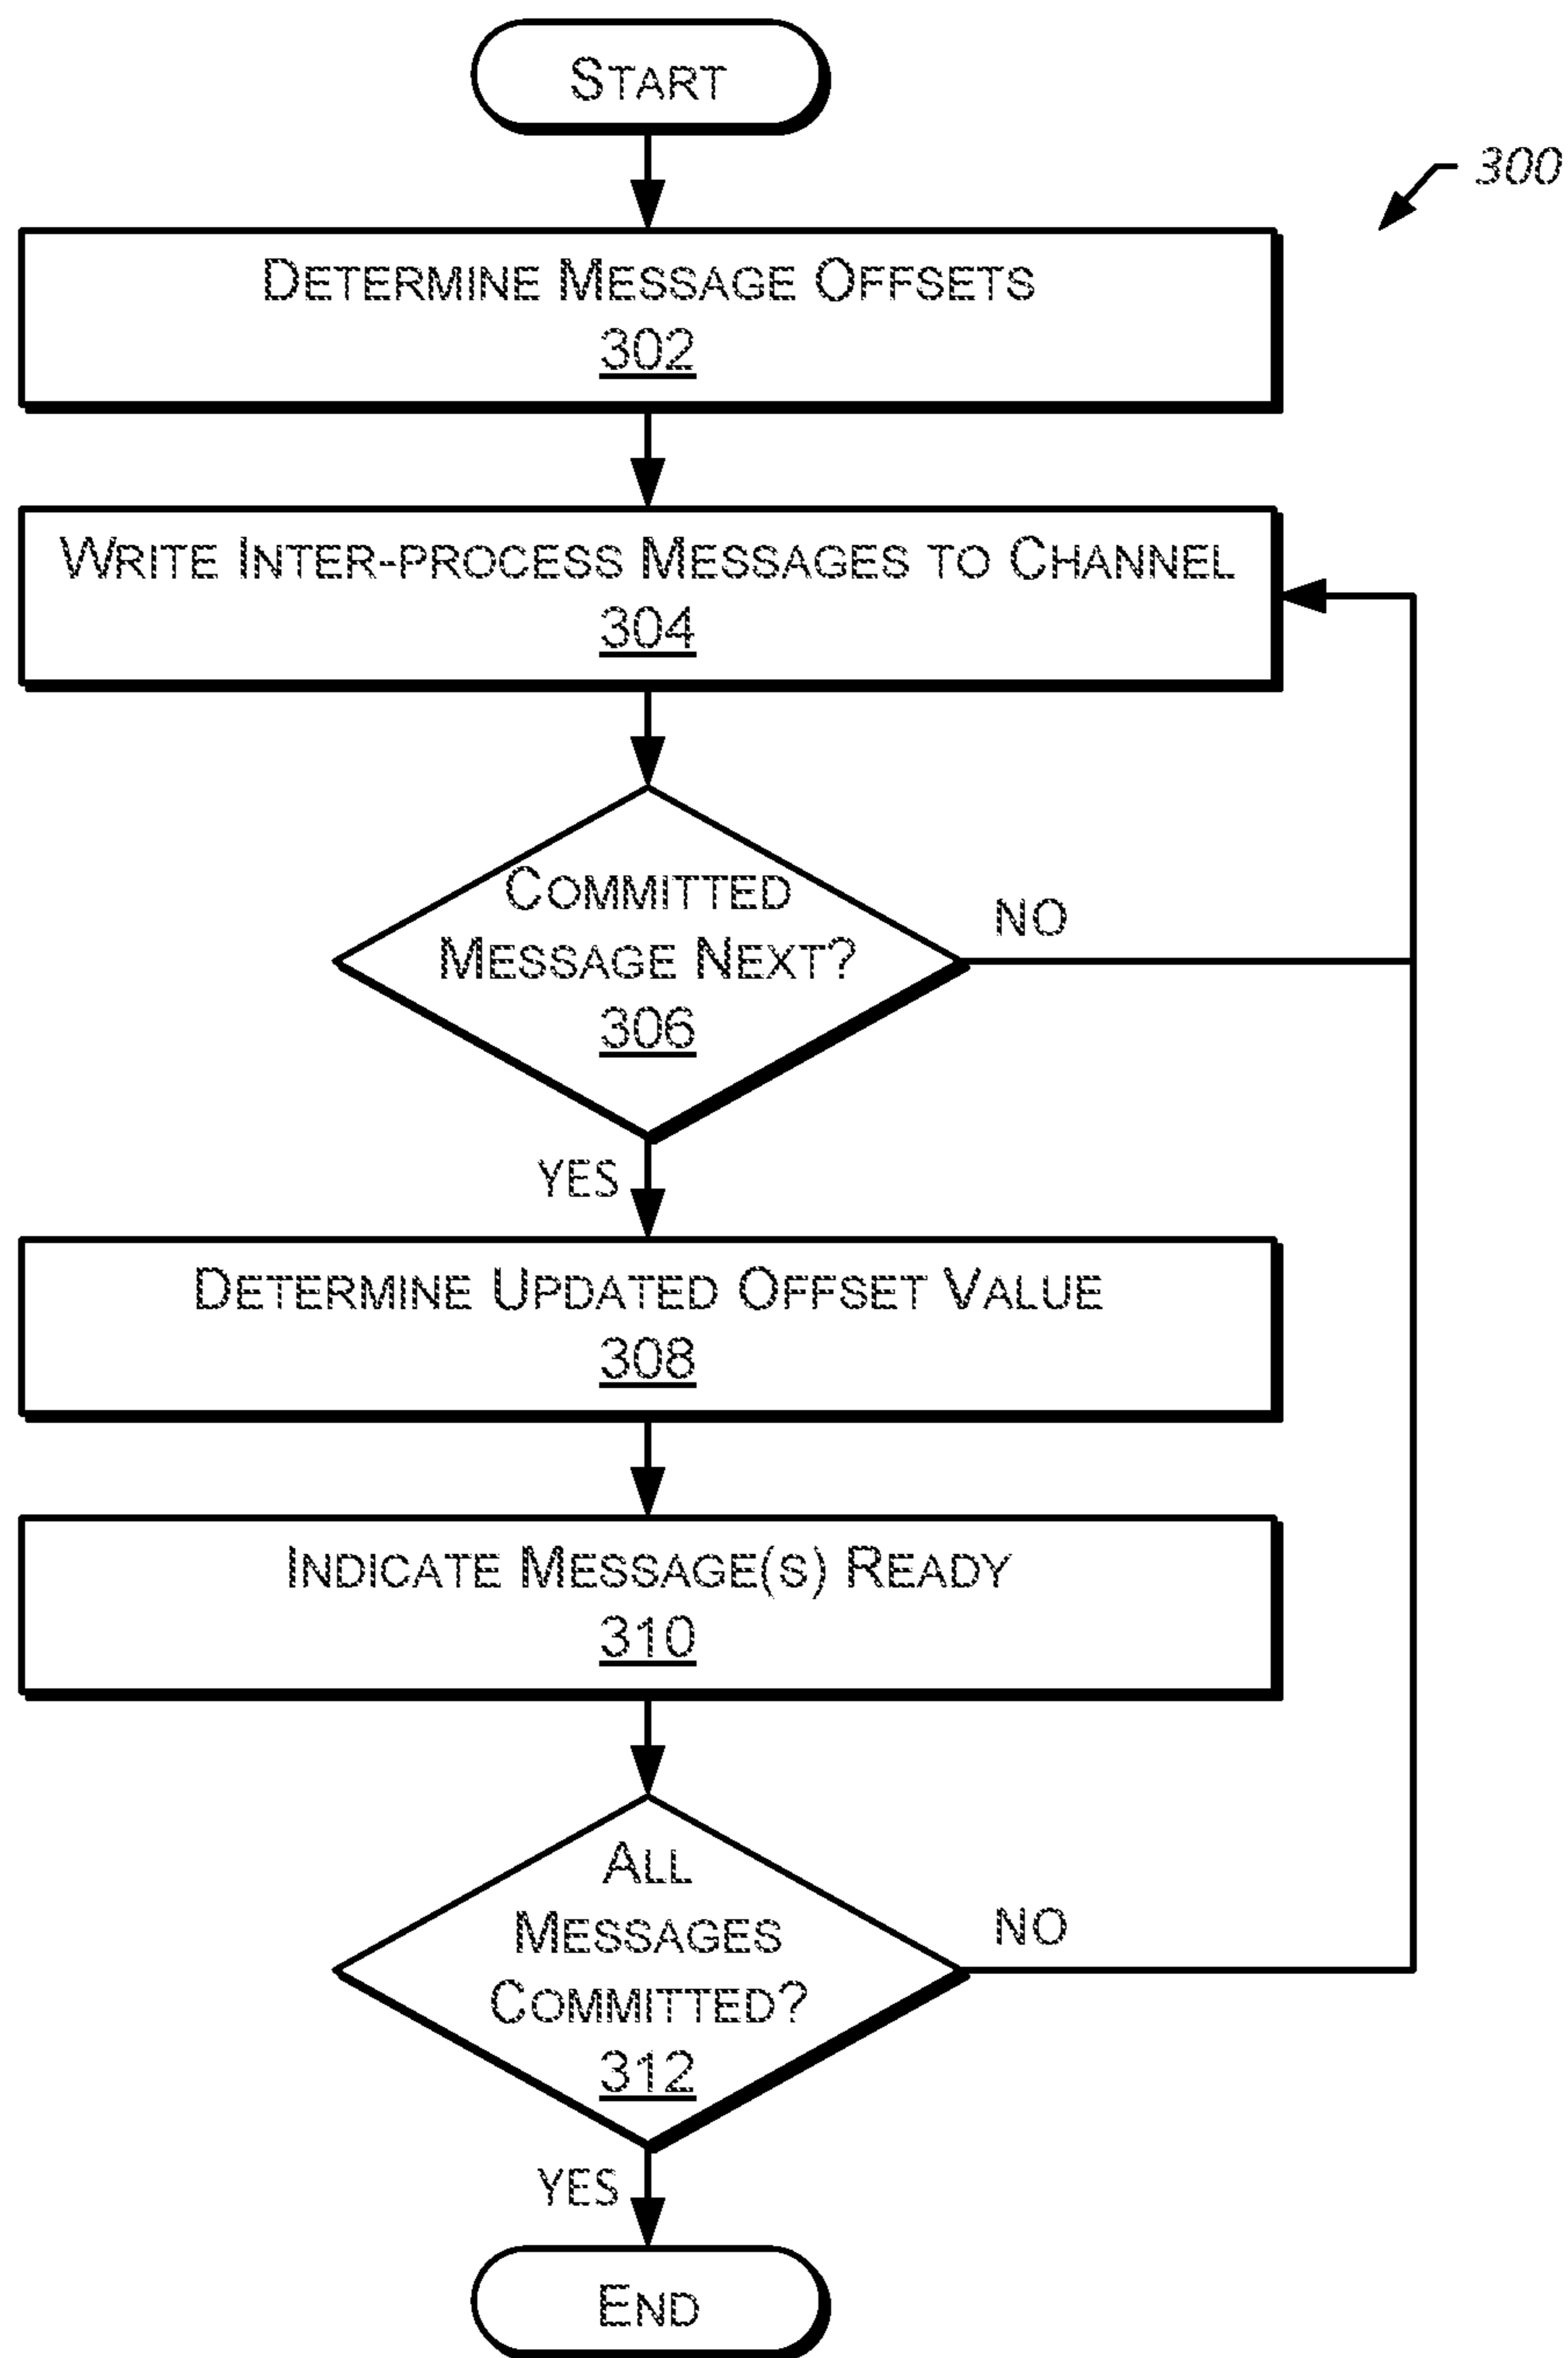 START
300
DETERMINE MESSAGE OFFSETS
302
WRITE INTER-PROCESS MESSAGES TO CHANNEL
304
COMMITTED
MESSAGE NEXT?
306
NO
YES
DETERMINE UPDATED OFFSET VALUE
308
INDICATE MESSAGE(S) READY
310
ALL
MESSAGES
COMMITTED?
312
NO
YES
END